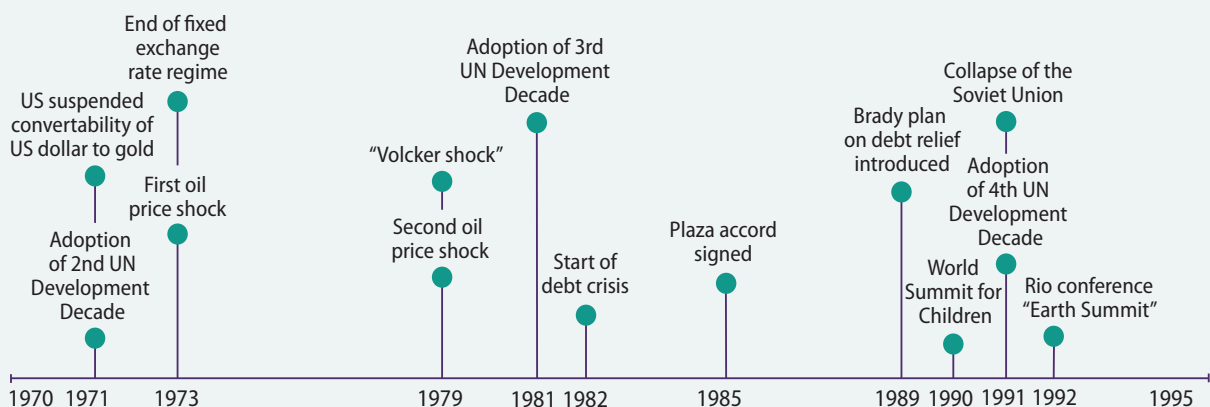 End of fixed
exchange
rate regime
US suspended
convertability of
US dollar to gold
First oil
price shock
Adoption
of 2nd UN
Development
Decade
"Volcker shock"
Second oil
price shock
Adoption of 3rd
UN Development
Decade
Start of
debt crisis
Plaza accord
signed
Brady plan
on debt relief
introduced
World
Summit for
Children
Collapse of the
Soviet Union
Adoption
of 4th UN
Development
Decade
Rio conference
"Earth Summit"
1970 1971 1973 1979 1981 1982 1985 1989 1990 1991 1992 1995